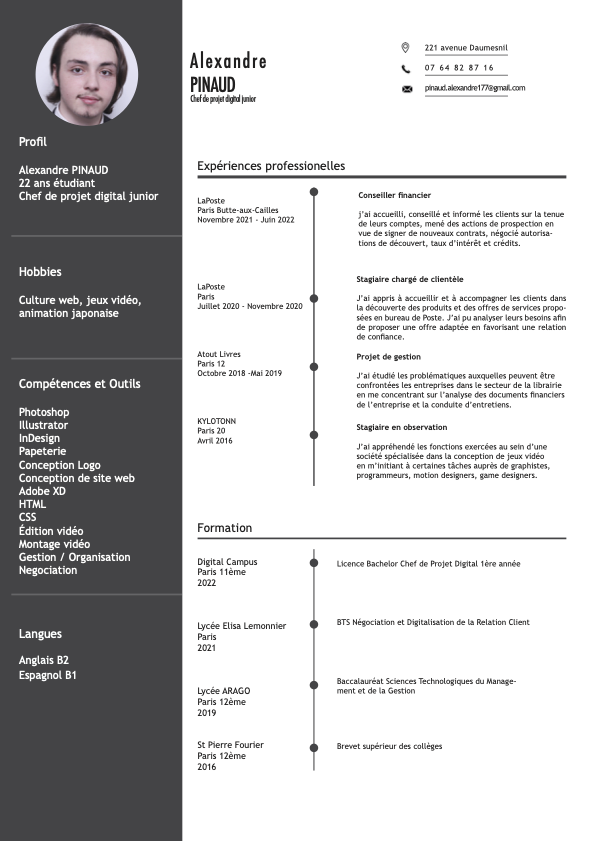 Alexandre
PINAUD
Chef de projet digital junior
221 avenue Daumesnil
07 64 82 87 16
pinaud.alexandre177@gmail.com
Profil
Alexandre PINAUD
22 ans étudiant
Chef de projet digital junior
Hobbies
Culture web, jeux vidéo,
animation japonaise
Compétences et Outils
Photoshop
Illustrator
InDesign
Papeterie
Conception Logo
Conception de site web
Adobe XD
HTML
CSS
Édition vidéo
Montage vidéo
Gestion / Organisation
Negociation
Langues
Anglais B2
Espagnol B1
Expériences professionelles
LaPoste
Paris Butte-aux-Cailles
Novembre 2021 - Juin 2022
Conseiller financier
j'ai accueilli, conseillé et informé les clients sur la tenue
de leurs comptes, mené des actions de prospection en
vue de signer de nouveaux contrats, négocié autorisa-
tions de découvert, taux d'intérêt et crédits.
LaPoste
Paris
Juillet 2020 - Novembre 2020
Stagiaire chargé de clientèle
J'ai appris à accueillir et à accompagner les clients dans
la découverte des produits et des offres de services propo-
sées en bureau de Poste. J'ai pu analyser leurs besoins afin
de proposer une offre adaptée en favorisant une relation
de confiance.
Atout Livres
Paris 12
Octobre 2018 -Mai 2019
Projet de gestion
J'ai étudié les problématiques auxquelles peuvent être
confrontées les entreprises dans le secteur de la librairie
en me concentrant sur l'analyse des documents financiers
de l'entreprise et la conduite d'entretiens.
KYLOTONN
Paris 20
Avril 2016
Stagiaire en observation
J'ai appréhendé les fonctions exercées au sein d'une
société spécialisée dans la conception de jeux vidéo
en m'initiant à certaines tâches auprès de graphistes,
programmeurs, motion designers, game designers.
Formation
Digital Campus
Paris 11ème
2022
Licence Bachelor Chef de Projet Digital 1ère année
Lycée Elisa Lemonnier
Paris
2021
BTS Négociation et Digitalisation de la Relation Client
Lycée ARAGO
Paris 12ème
2019
Baccalauréat Sciences Technologiques du Manage-
ment et de la Gestion
St Pierre Fourier
Paris 12ème
2016
Brevet supérieur des collèges